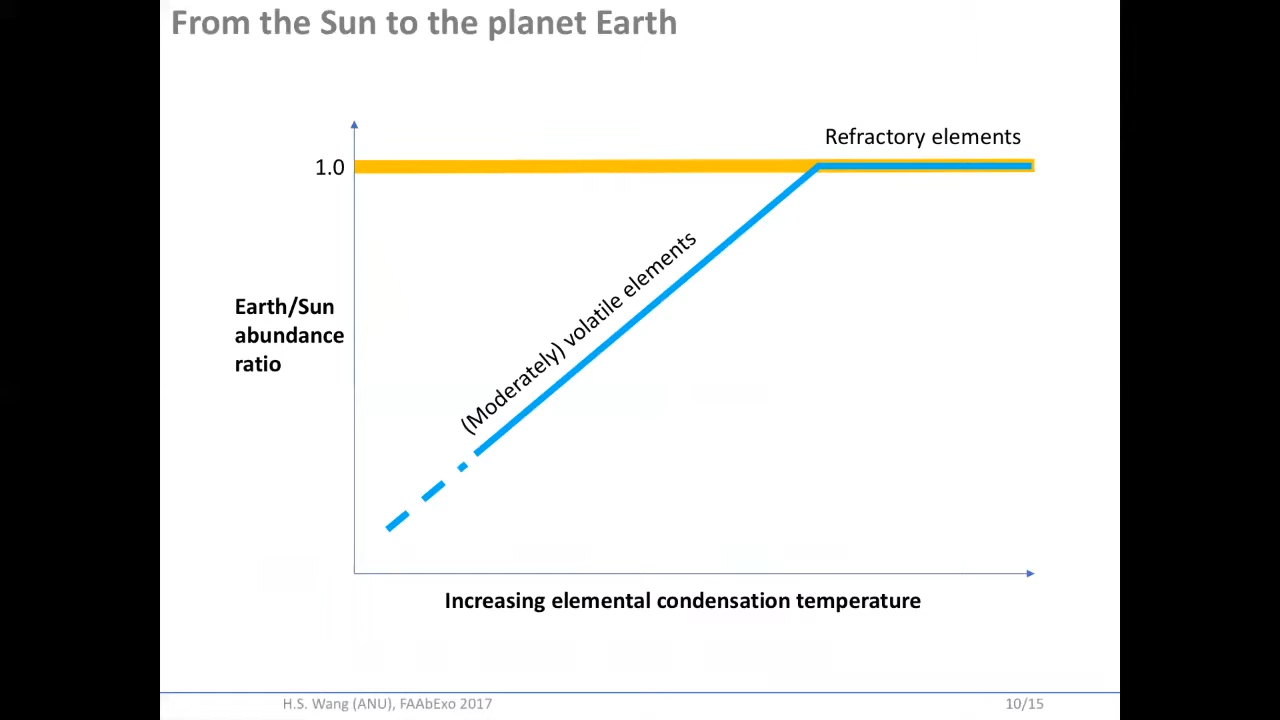 From the Sun to the planet Earth
Refractory elements
1.0
(Moderately) volatile elements
Earth/Sun
abundance
ratio
Increasing elemental condensation temperature
H.S. Wang (ANU), FAAbExo 2017
10/15